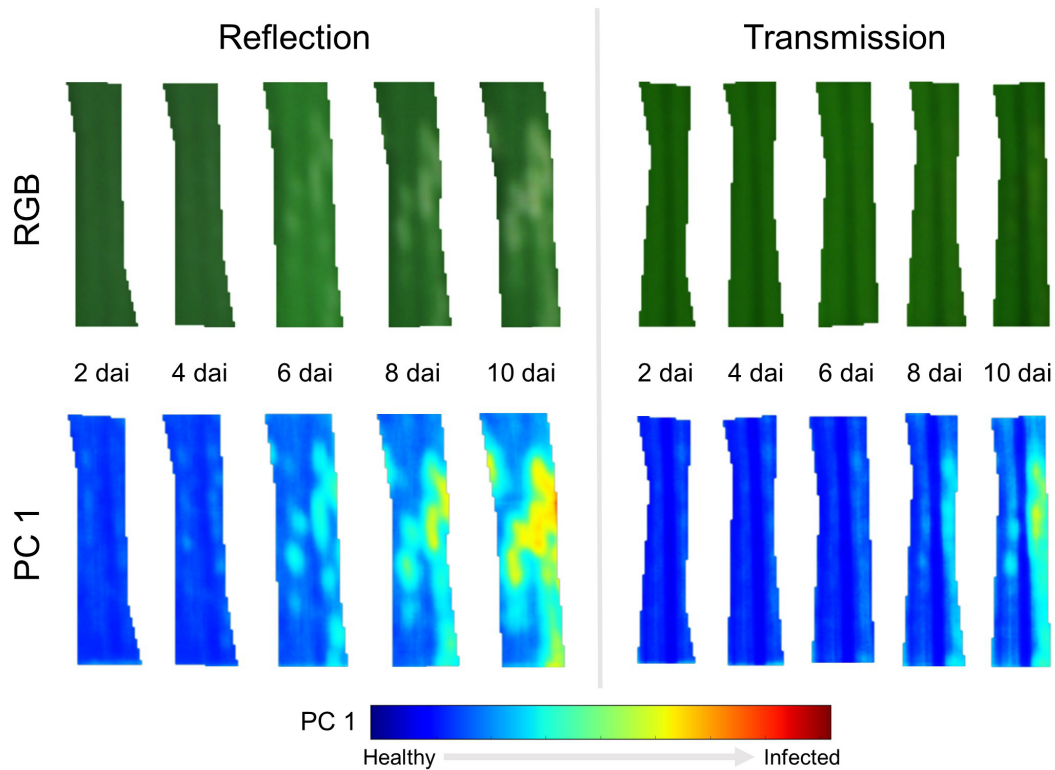 Reflection Transmission
RGB
2 dai 4 dai 6 dai 8 dai 10 dai 2 dai 4 dai 6 dai 8 dai 10 dai
PC 1
PC 1
Healthy Infected